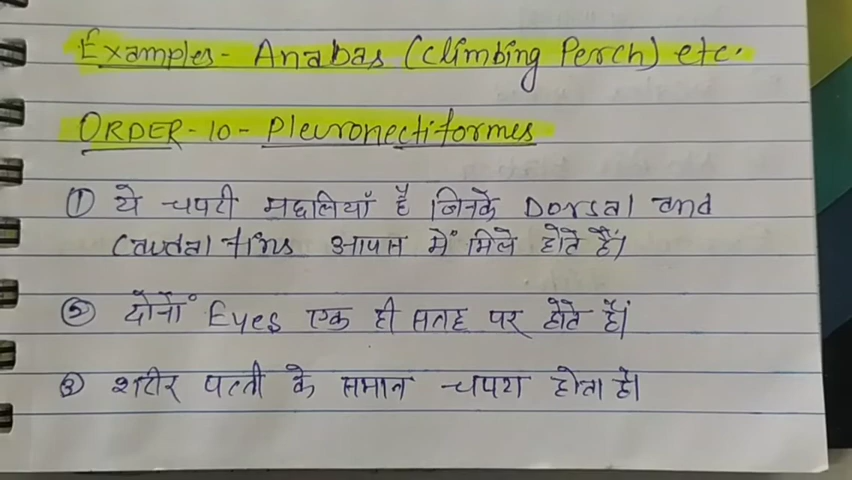 Examples- Anabas (Climbing Perch) etc.
ORDER-10- Pleuronectiformes
① ये चपटी मछलियाँ हैं जिनके Dorsal and
Caudal fins आपस में मिले होते हैं।
② दोनों Eyes एक ही सतह पर होते हैं।
③ शरीर पत्ती के समान चपटा होता है।